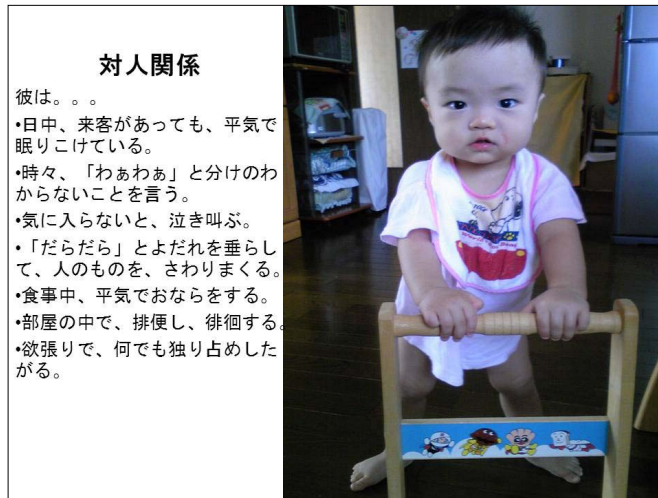 対人関係
彼は。。。
•日中、来客があっても、平気で
眠りこけている。
•時々、「わぁわぁ」と分けのわ
からないことを言う。
•気に入らないと、泣き叫ぶ。
•「だらだら」とよだれを垂らし
て、人のものを、さわりまくる。
•食事中、平気でおならをする。
•部屋の中で、排便し、徘徊する。
•欲張りで、何でも独り占めした
がる。